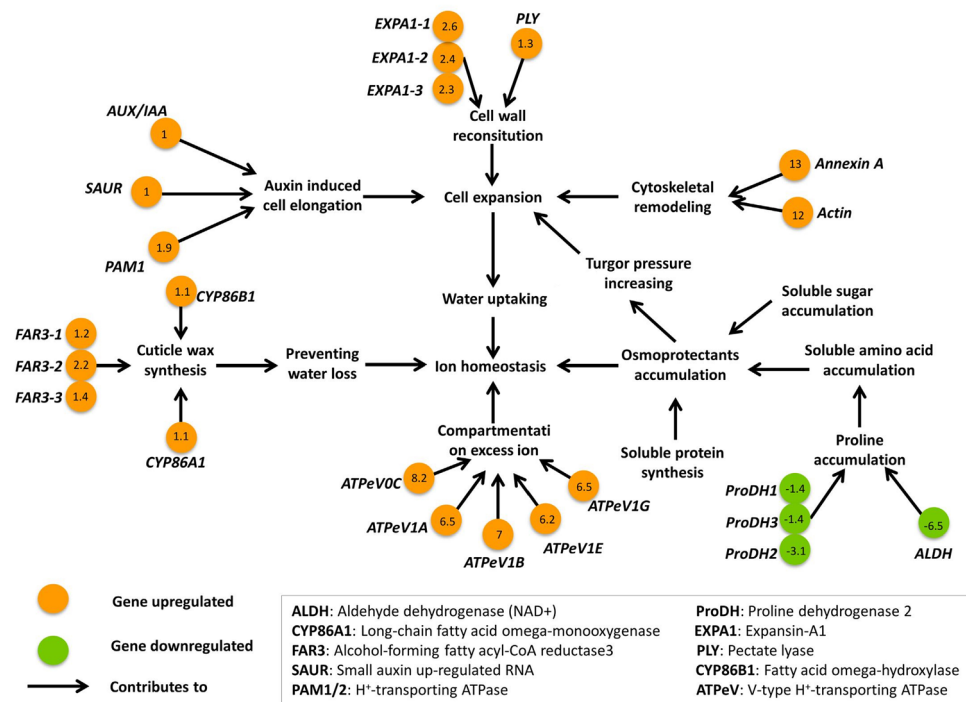 EXPA1-1
2.6
PLY
1.3
EXPA1-2
2.4
EXPA1-3
2.3
Cell wall
reconsitution
AUX/IAA
1
SAUR
1
Auxin induced
cell elongation
PAM1
1.9
Cell expansion
Cytoskeletal
remodeling
13
Annexin A
12
Actin
Turgor pressure
increasing
1.1
CYP86B1
Water uptaking
Soluble sugar
accumulation
FAR3-1
1.2
FAR3-2
2.2
FAR3-3
1.4
Cuticle wax
synthesis
Preventing
water loss
Ion homeostasis
Osmoprotectants
accumulation
Soluble amino acid
accumulation
1.1
CYP86A1
Compartmentati
on excess ion
Soluble protein
synthesis
Proline
accumulation
ATPeV0C
8.2
ATPeV1A
6.5
ATPeV1B
7
ATPeV1E
6.2
ATPeV1G
6.5
ProDH1
-1.4
ProDH3
-1.4
ProDH2
-3.1
-6.5
ALDH
Gene upregulated
Gene downregulated
Contributes to
ALDH: Aldehyde dehydrogenase (NAD+)
CYP86A1: Long-chain fatty acid omega-monooxygenase
FAR3: Alcohol-forming fatty acyl-CoA reductase3
SAUR: Small auxin up-regulated RNA
PAM1/2: H⁺-transporting ATPase
ProDH: Proline dehydrogenase 2
EXPA1: Expansin-A1
PLY: Pectate lyase
CYP86B1: Fatty acid omega-hydroxylase
ATPeV: V-type H⁺-transporting ATPase